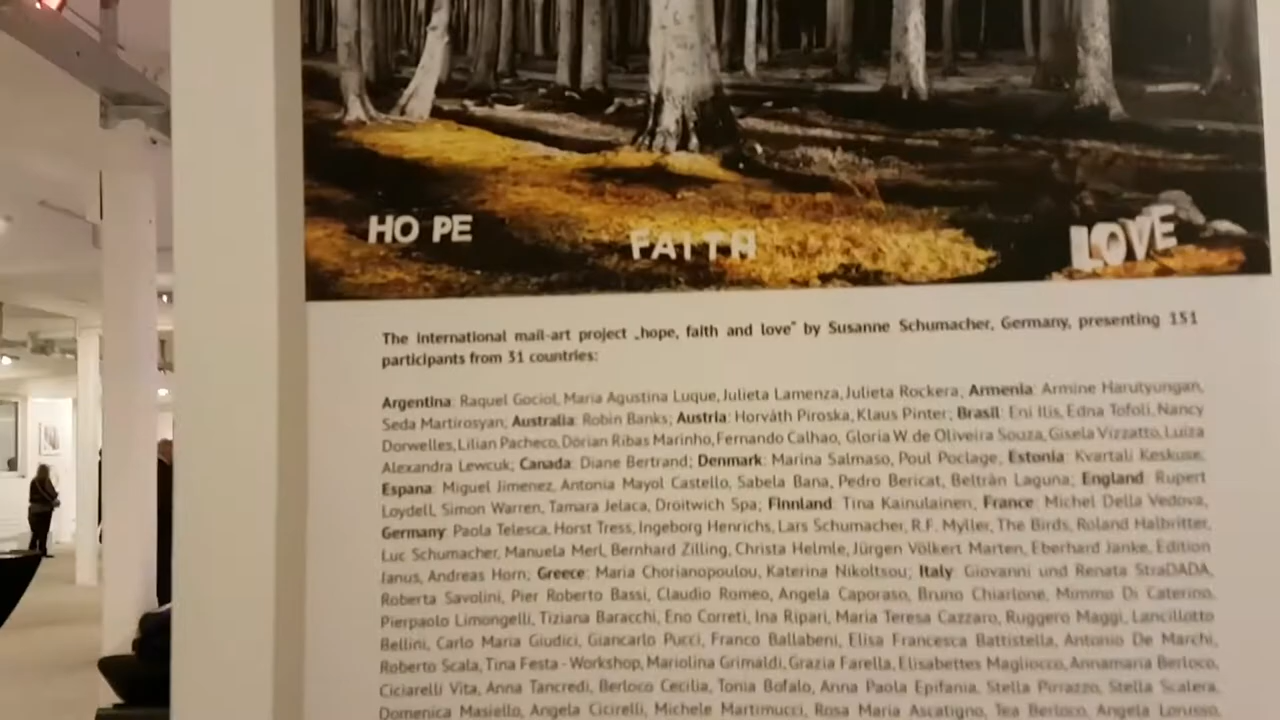 HO PE
FAITH
LOVE
The international mail-art project „hope, faith and love" by Susanne Schumacher, Germany, presenting 151
participants from 31 countries:
Argentina: Raquel Gociol, Maria Agustina Luque, Julieta Lamenza, Julieta Rockera; Armenia: Armine Harutyungan,
Seda Martirosyan; Australia: Robin Banks; Austria: Horváth Piroska, Klaus Pinter; Brasil: Eni Ilis, Edna Tofoli, Nancy
Dorwelles, Lilian Pacheco, Dórian Ribas Marinho, Fernando Calhao, Gloria W. de Oliveira Souza, Gisela Vizzatto, Luiza
Alexandra Lewcuk; Canada: Diane Bertrand; Denmark: Marina Salmaso, Poul Poclage, Estonia: Kvartali Keskuse,
Espana: Miguel Jimenez, Antonia Mayol Castello, Sabela Bana, Pedro Bericat, Beltrán Laguna; England: Rupert
Loydell, Simon Warren, Tamara Jelaca, Droitwich Spa; Finnland: Tina Kainulainen, France: Michel Della Vedova,
Germany: Paola Telesca, Horst Tress, Ingeborg Henrichs, Lars Schumacher, R.F. Myller, The Birds, Roland Halbritter,
Luc Schumacher, Manuela Merl, Bernhard Zilling, Christa Helmle, Jürgen Völkert Marten, Eberhard Janke, Edition
Janus, Andreas Horn; Greece: Maria Chorianopoulou, Katerina Nikoltsou; Italy: Giovanni und Renata StraDADA,
Roberta Savolini, Pier Roberto Bassi, Claudio Romeo, Angela Caporaso, Bruno Chiarlone, Mimmo Di Caterino,
Pierpaolo Limongelli, Tiziana Baracchi, Eno Correti, Ina Ripari, Maria Teresa Cazzaro, Ruggero Maggi, Lancillotto
Bellini, Carlo Maria Giudici, Giancarlo Pucci, Franco Ballabeni, Elisa Francesca Battistella, Antonio De Marchi,
Roberto Scala, Tina Festa - Workshop, Mariolina Grimaldi, Grazia Farella, Elisabettes Magliocco, Annamaria Berloco,
Ciciarelli Vita, Anna Tancredi, Berloco Cecilia, Tonia Bofalo, Anna Paola Epifania, Stella Pirrazzo, Stella Scalera,
Domenica Masiello, Angela Cicirelli, Michele Martimucci, Rosa Maria Ascatigno, Tea Berloco, Angela Lorusso,